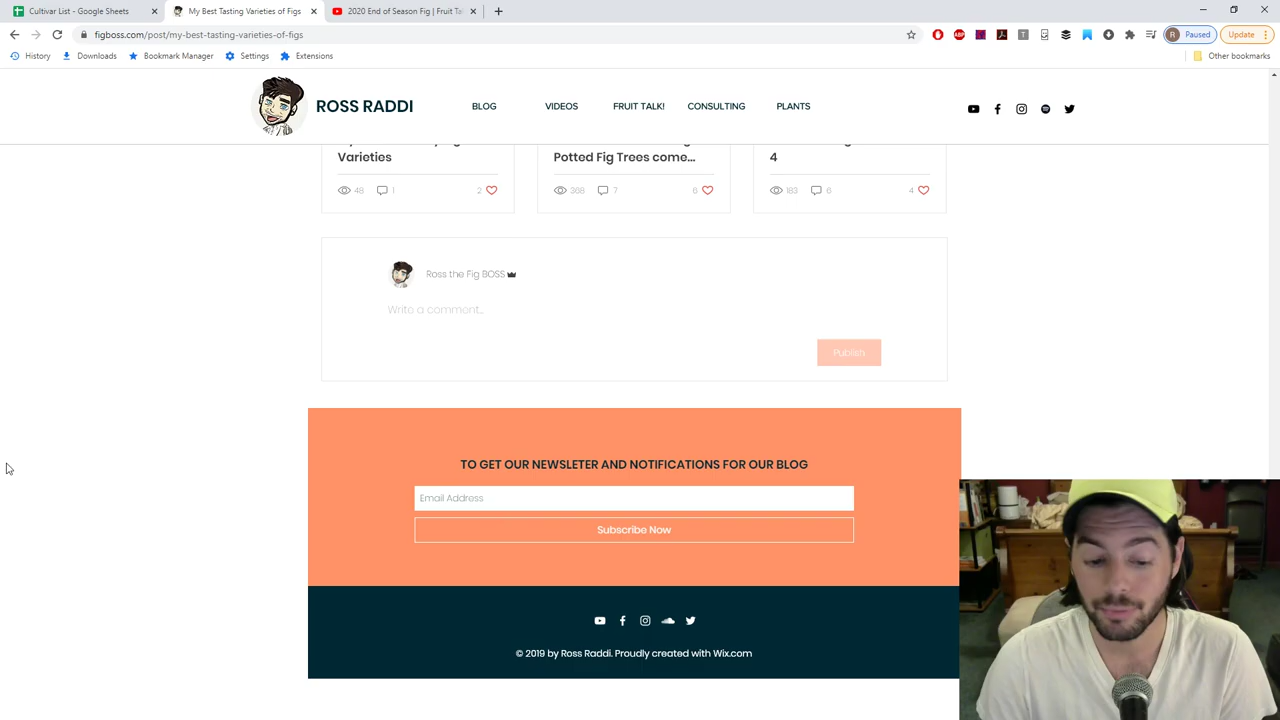 Cultivar List - Google Sheets
My Best Tasting Varieties of Figs
2020 End of Season Fig | Fruit Ta
figboss.com/post/my-best-tasting-varieties-of-figs
Paused
Update
History
Downloads
Bookmark Manager
Settings
Extensions
Other bookmarks
ROSS RADDI
BLOG
VIDEOS
FRUIT TALK!
CONSULTING
PLANTS
Varieties
Potted Fig Trees come...
4
48
1
2
368
7
6
183
6
4
Ross the Fig BOSS
Write a comment...
Publish
TO GET OUR NEWSLETER AND NOTIFICATIONS FOR OUR BLOG
Email Address
Subscribe Now
© 2019 by Ross Raddi. Proudly created with Wix.com